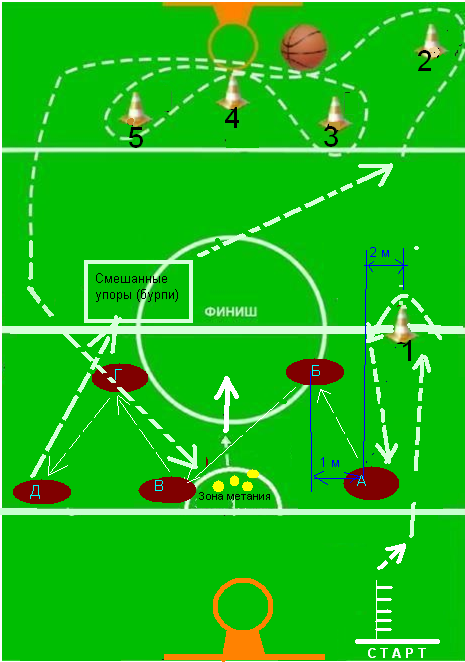 2
5
4
3
2 м
Смешанные
упоры (бурпи)
ФИНИШ
1
Г
Б
Д
В
1 м
А
Зона метания
СТАРТ